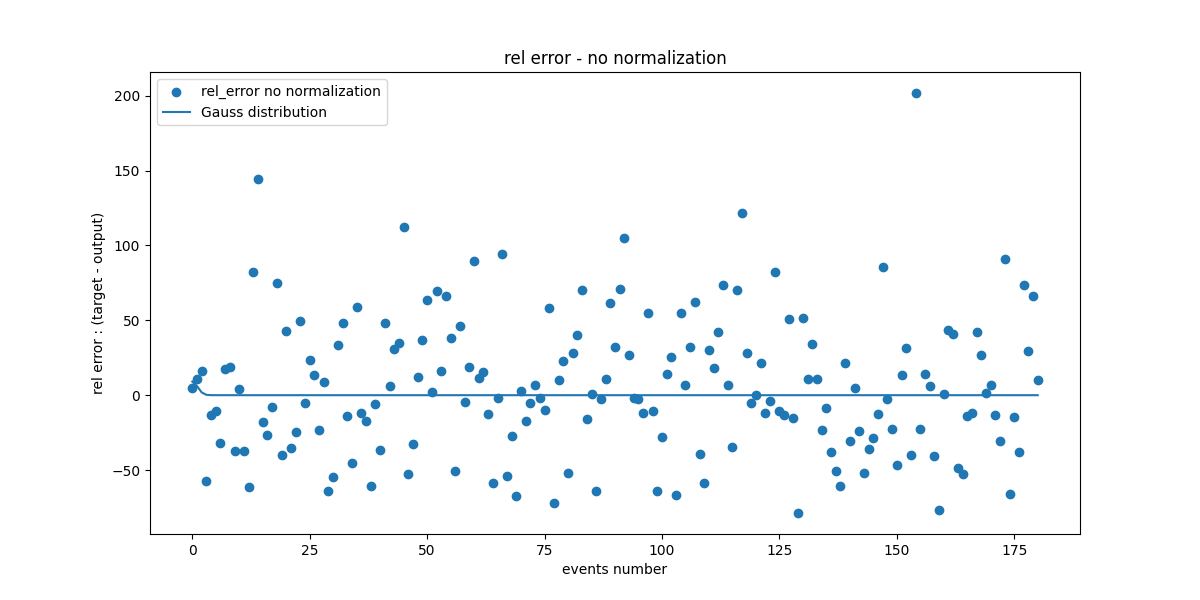 rel error - no normalization
rel_error no normalization
Gauss distribution
rel error : (target - output)
200
150
100
50
0
−50
0 25 50 75 100 125 150 175
events number